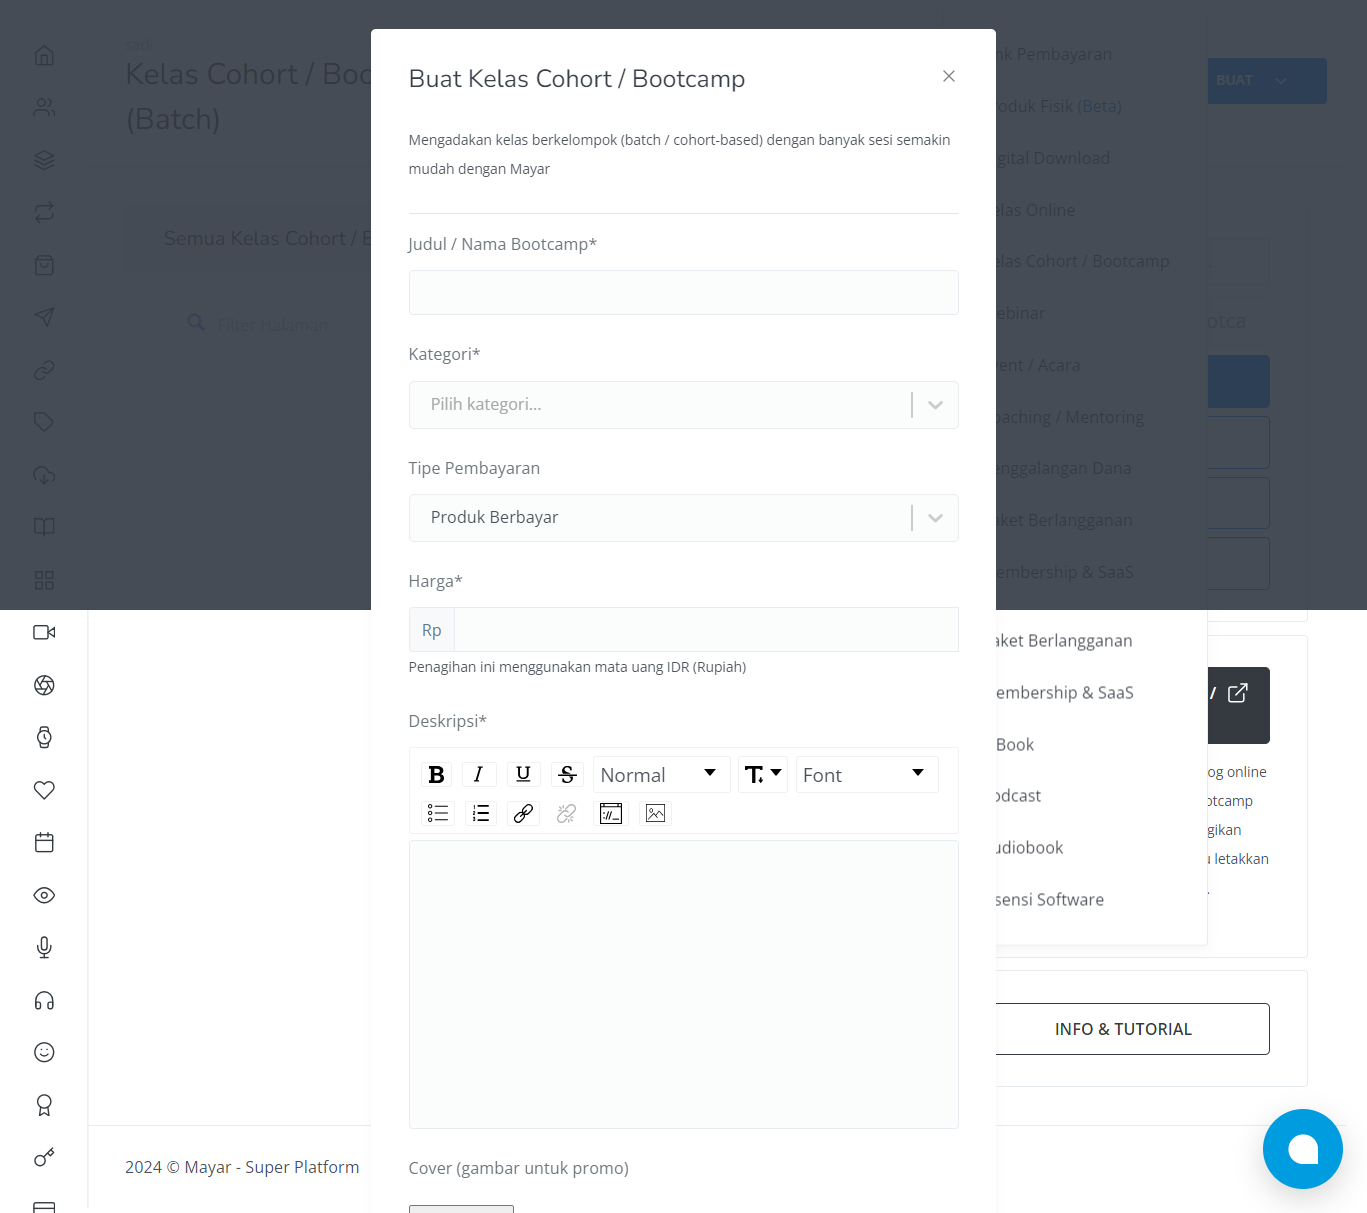 sadi
Kelas Cohort / Boo
(Batch)
Semua Kelas Cohort / B
Filter Halaman
Buat Kelas Cohort / Bootcamp
Mengadakan kelas berkelompok (batch / cohort-based) dengan banyak sesi semakin
mudah dengan Mayar
Judul / Nama Bootcamp*
Kategori*
Pilih kategori...
Tipe Pembayaran
Produk Berbayar
Harga*
Rp
Penagihan ini menggunakan mata uang IDR (Rupiah)
Deskripsi*
Normal
Font
Cover (gambar untuk promo)
nk Pembayaran
roduk Fisik (Beta)
gital Download
elas Online
elas Cohort / Bootcamp
ebinar
vent / Acara
oaching / Mentoring
enggalangan Dana
aket Berlangganan
embership & SaaS
aket Berlangganan
embership & SaaS
Book
odcast
udiobook
sensi Software
BUAT
otca
/
og online
otcamp
gikan
u letakkan
.
INFO & TUTORIAL
2024 © Mayar - Super Platform